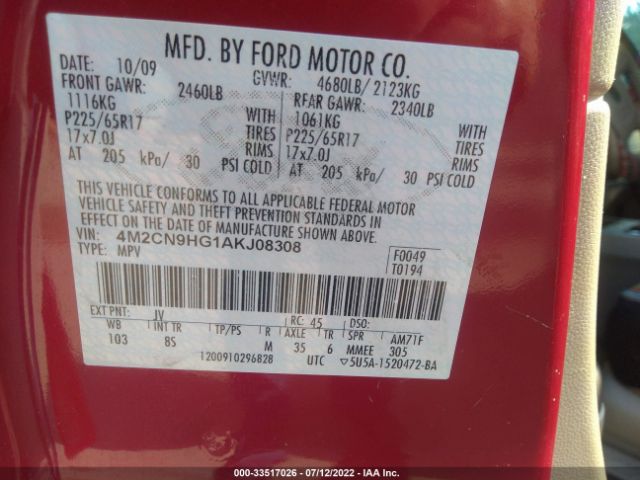 MFD. BY FORD MOTOR CO.
DATE: 10/09 GVWR: 4680LB/ 2123KG
FRONT GAWR: 2460LB REAR GAWR: 2340LB
1116KG WITH 1061KG WITH
P225/65R17 TIRES P225/65R17 TIRES
17x7.0J RIMS 17x7.0J RIMS
AT 205 kPa/ 30 PSI COLD AT 205 kPa/ 30 PSI COLD
THIS VEHICLE CONFORMS TO ALL APPLICABLE FEDERAL MOTOR
VEHICLE SAFETY AND THEFT PREVENTION STANDARDS IN
EFFECT ON THE DATE OF MANUFACTURE SHOWN ABOVE.
VIN: 4M2CN9HG1AKJ08308 F0049
TYPE: MPV T0194
EXT PNT: JV RC: 45 DSO:
WB INT TR TP/PS R AXLE TR SPR AM71F
103 8S M 35 6 MMEE 305
1200910296828 UTC ▽5U5A-1520472-BA
000-33517026 - 07/12/2022 - IAA Inc.